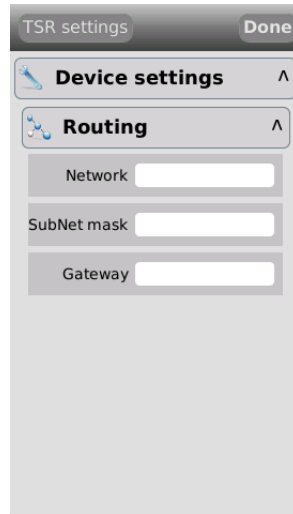 TSR settings Done
Device settings ^
Routing ^
Network
SubNet mask
Gateway